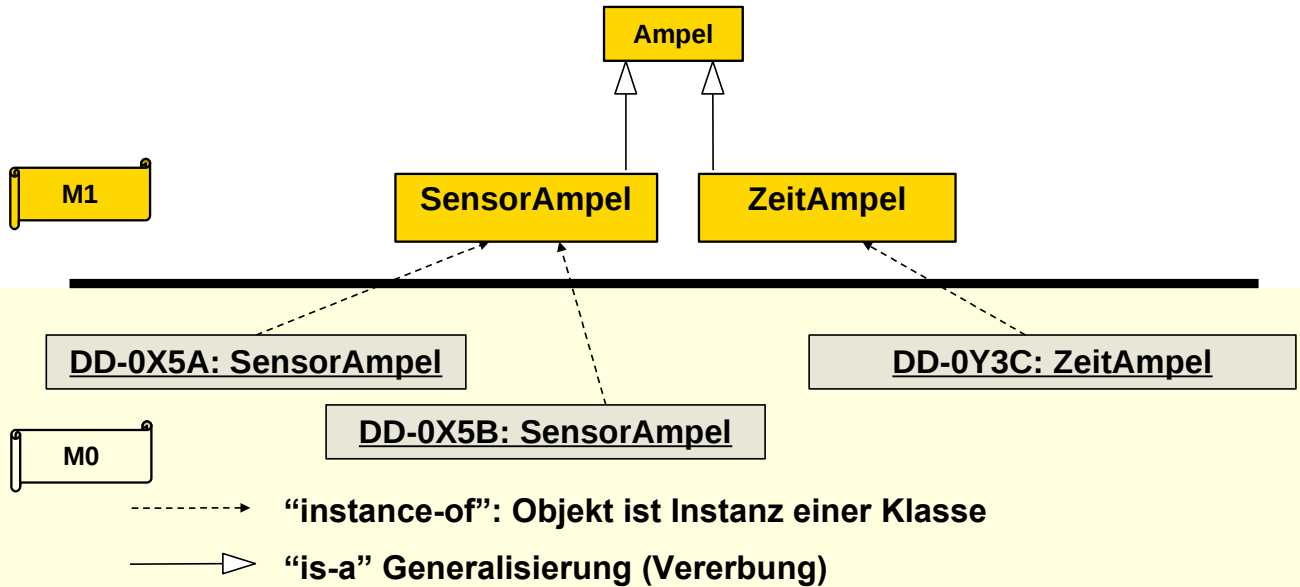 Ampel
M1
SensorAmpel
ZeitAmpel
DD-0X5A: SensorAmpel
DD-0Y3C: ZeitAmpel
DD-0X5B: SensorAmpel
M0
“instance-of”: Objekt ist Instanz einer Klasse
“is-a” Generalisierung (Vererbung)